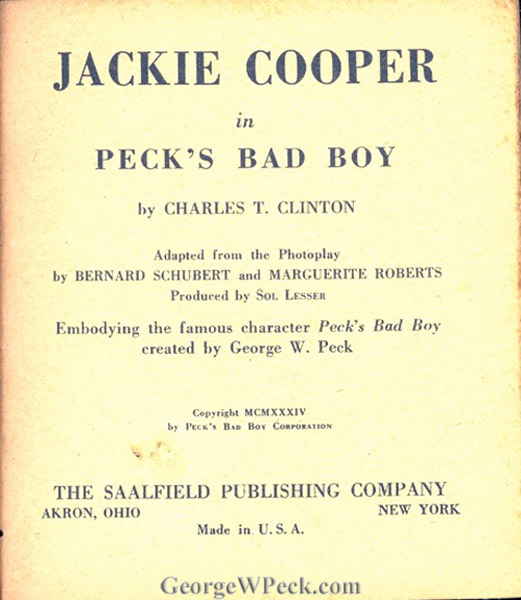 JACKIE COOPER
in
PECK'S BAD BOY
by CHARLES T. CLINTON
Adapted from the Photoplay
by BERNARD SCHUBERT and MARGUERITE ROBERTS
Produced by SOL LESSER
Embodying the famous character Peck's Bad Boy
created by George W. Peck
Copyright MCMXXXIV
by PECK'S BAD BOY CORPORATION
THE SAALFIELD PUBLISHING COMPANY
AKRON, OHIO NEW YORK
Made in U. S. A.
GeorgeWPeck.com